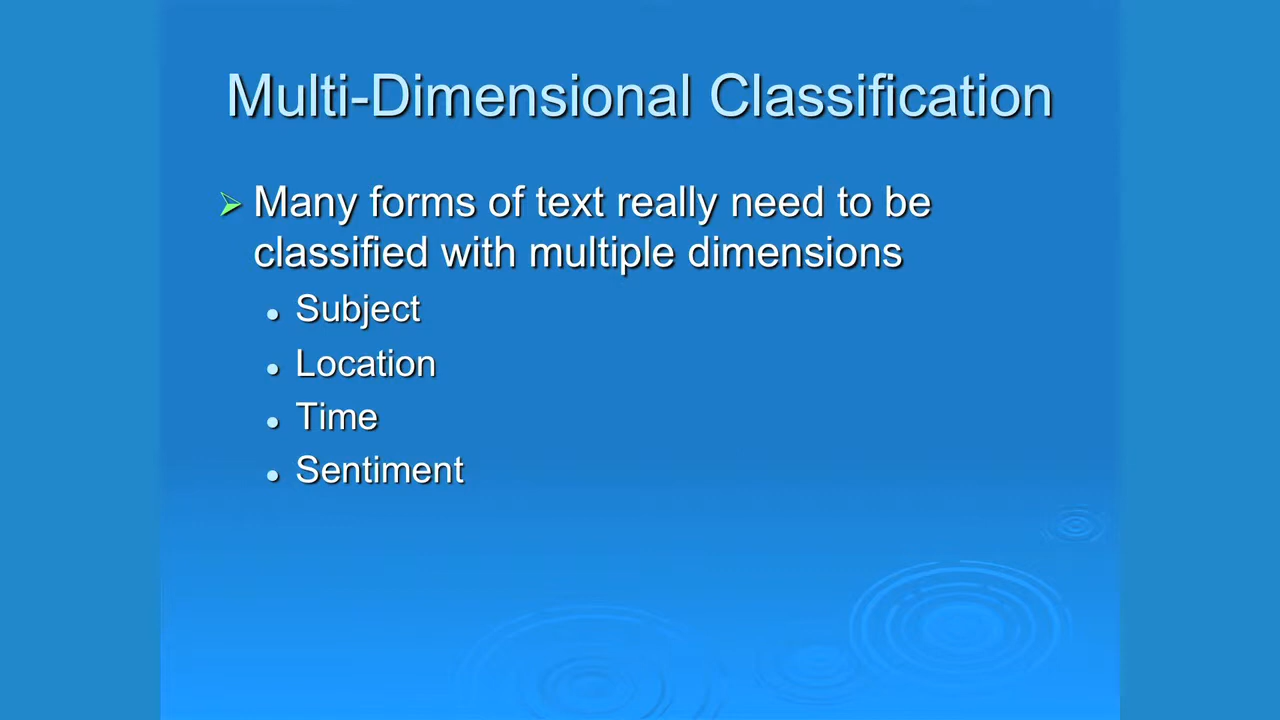 Multi-Dimensional Classification
Many forms of text really need to be
classified with multiple dimensions
Subject
Location
Time
Sentiment